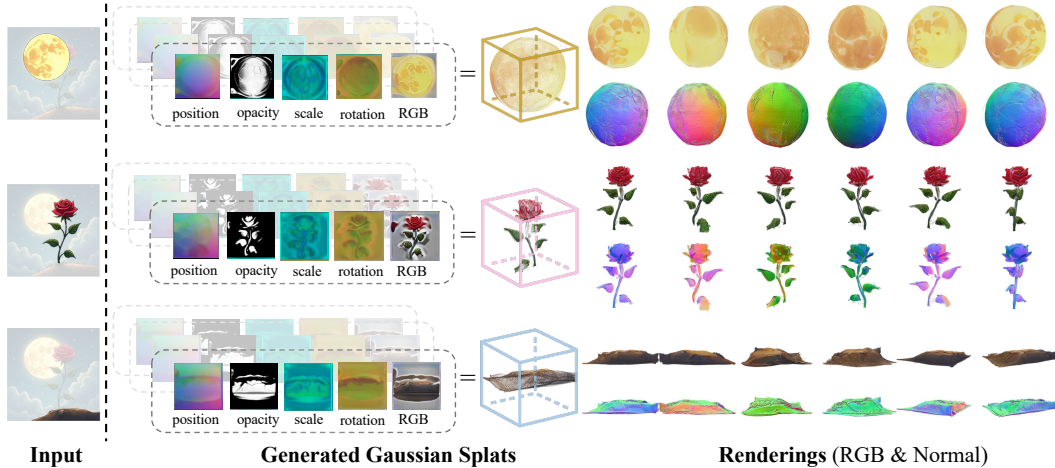 =
position opacity scale rotation RGB
=
position opacity scale rotation RGB
=
position opacity scale rotation RGB
Input Generated Gaussian Splats Renderings (RGB & Normal)